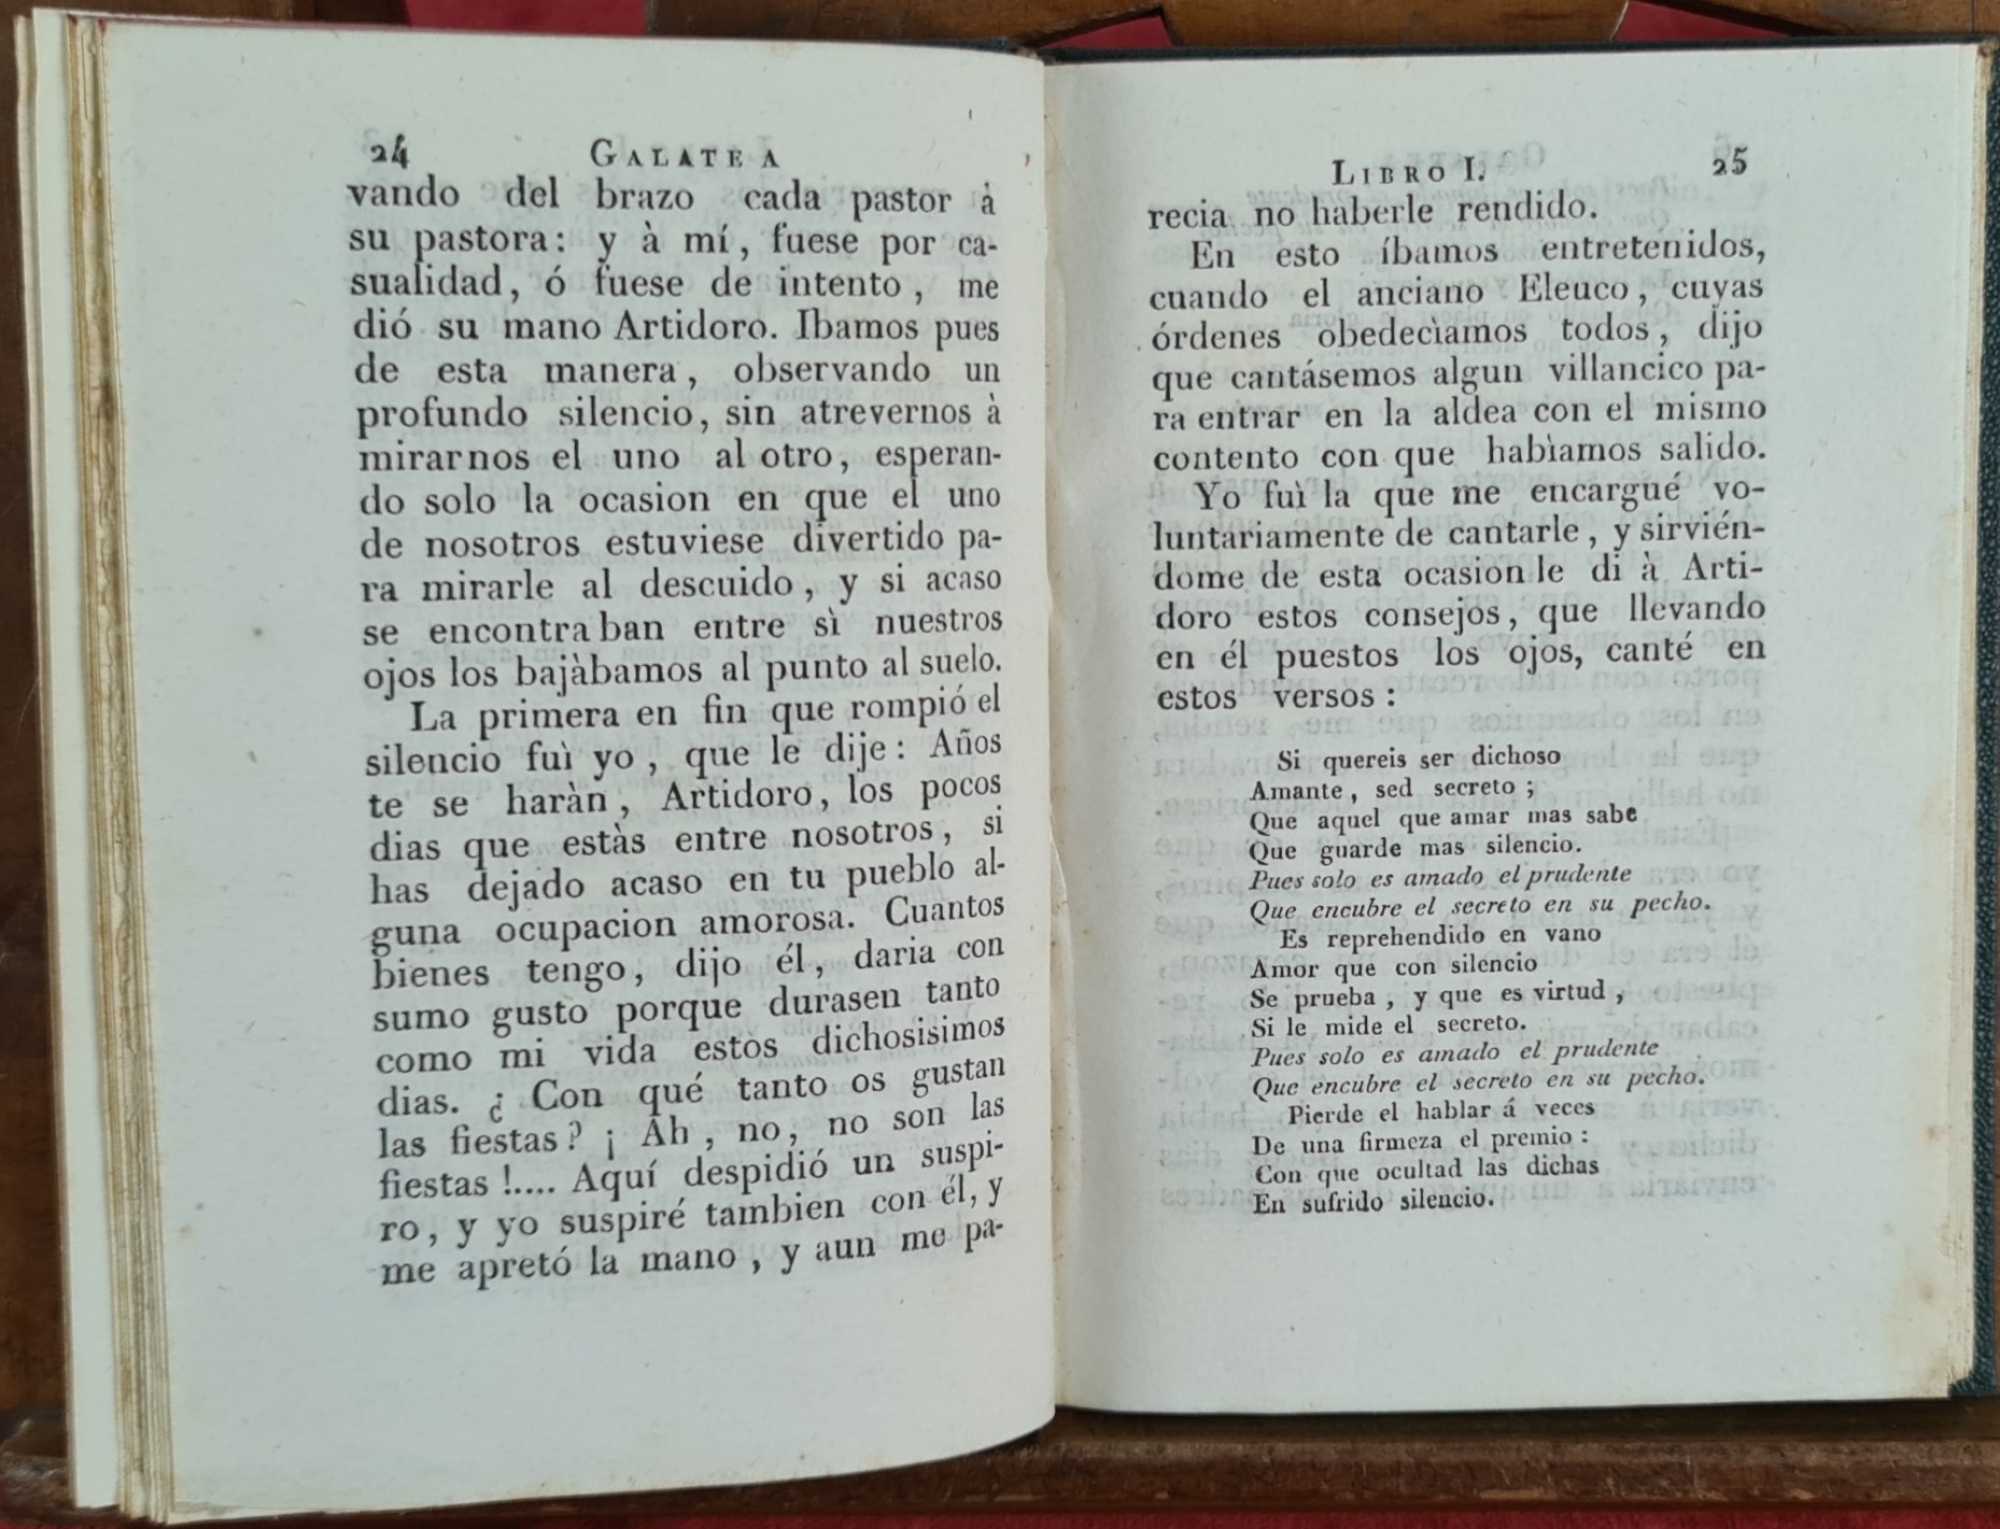 24 GALATEA
vando del brazo cada pastor à
su pastora: y à mí, fuese por ca-
sualidad, ó fuese de intento, me
dió su mano Artidoro. Ibamos pues
de esta manera, observando un
profundo silencio, sin atrevernos à
mirarnos el uno al otro, esperan-
do solo la ocasion en que el uno
de nosotros estuviese divertido pa-
ra mirarle al descuido, y si acaso
se encontraban entre sì nuestros
ojos los bajàbamos al punto al suelo.
La primera en fin que rompió el
silencio fuì yo, que le dije: Años
te se haràn, Artidoro, los pocos
dias que estàs entre nosotros, si
has dejado acaso en tu pueblo al-
guna ocupacion amorosa. Cuantos
bienes tengo, dijo él, daria con
sumo gusto porque durasen tanto
como mi vida estos dichosisimos
dias. ¿ Con qué tanto os gustan
las fiestas? ¡ Ah, no, no son las
fiestas!.... Aquí despidió un suspi-
ro, y yo suspiré tambien con él, y
me apretó la mano, y aun me pa-
LIBRO I. 25
recia no haberle rendido.
En esto íbamos entretenidos,
cuando el anciano Eleuco, cuyas
órdenes obedecìamos todos, dijo
que cantásemos algun villancico pa-
ra entrar en la aldea con el mismo
contento con que habìamos salido.
Yo fuì la que me encargué vo-
luntariamente de cantarle, y sirvién-
dome de esta ocasion le di à Arti-
doro estos consejos, que llevando
en él puestos los ojos, canté en
estos versos:
Si quereis ser dichoso
Amante, sed secreto;
Que aquel que amar mas sabe
Que guarde mas silencio.
Pues solo es amado el prudente
Que encubre el secreto en su pecho.
Es reprehendido en vano
Amor que con silencio
Se prueba, y que es virtud,
Si le mide el secreto.
Pues solo es amado el prudente
Que encubre el secreto en su pecho.
Pierde el hablar á veces
De una firmeza el premio:
Con que ocultad las dichas
En sufrido silencio.